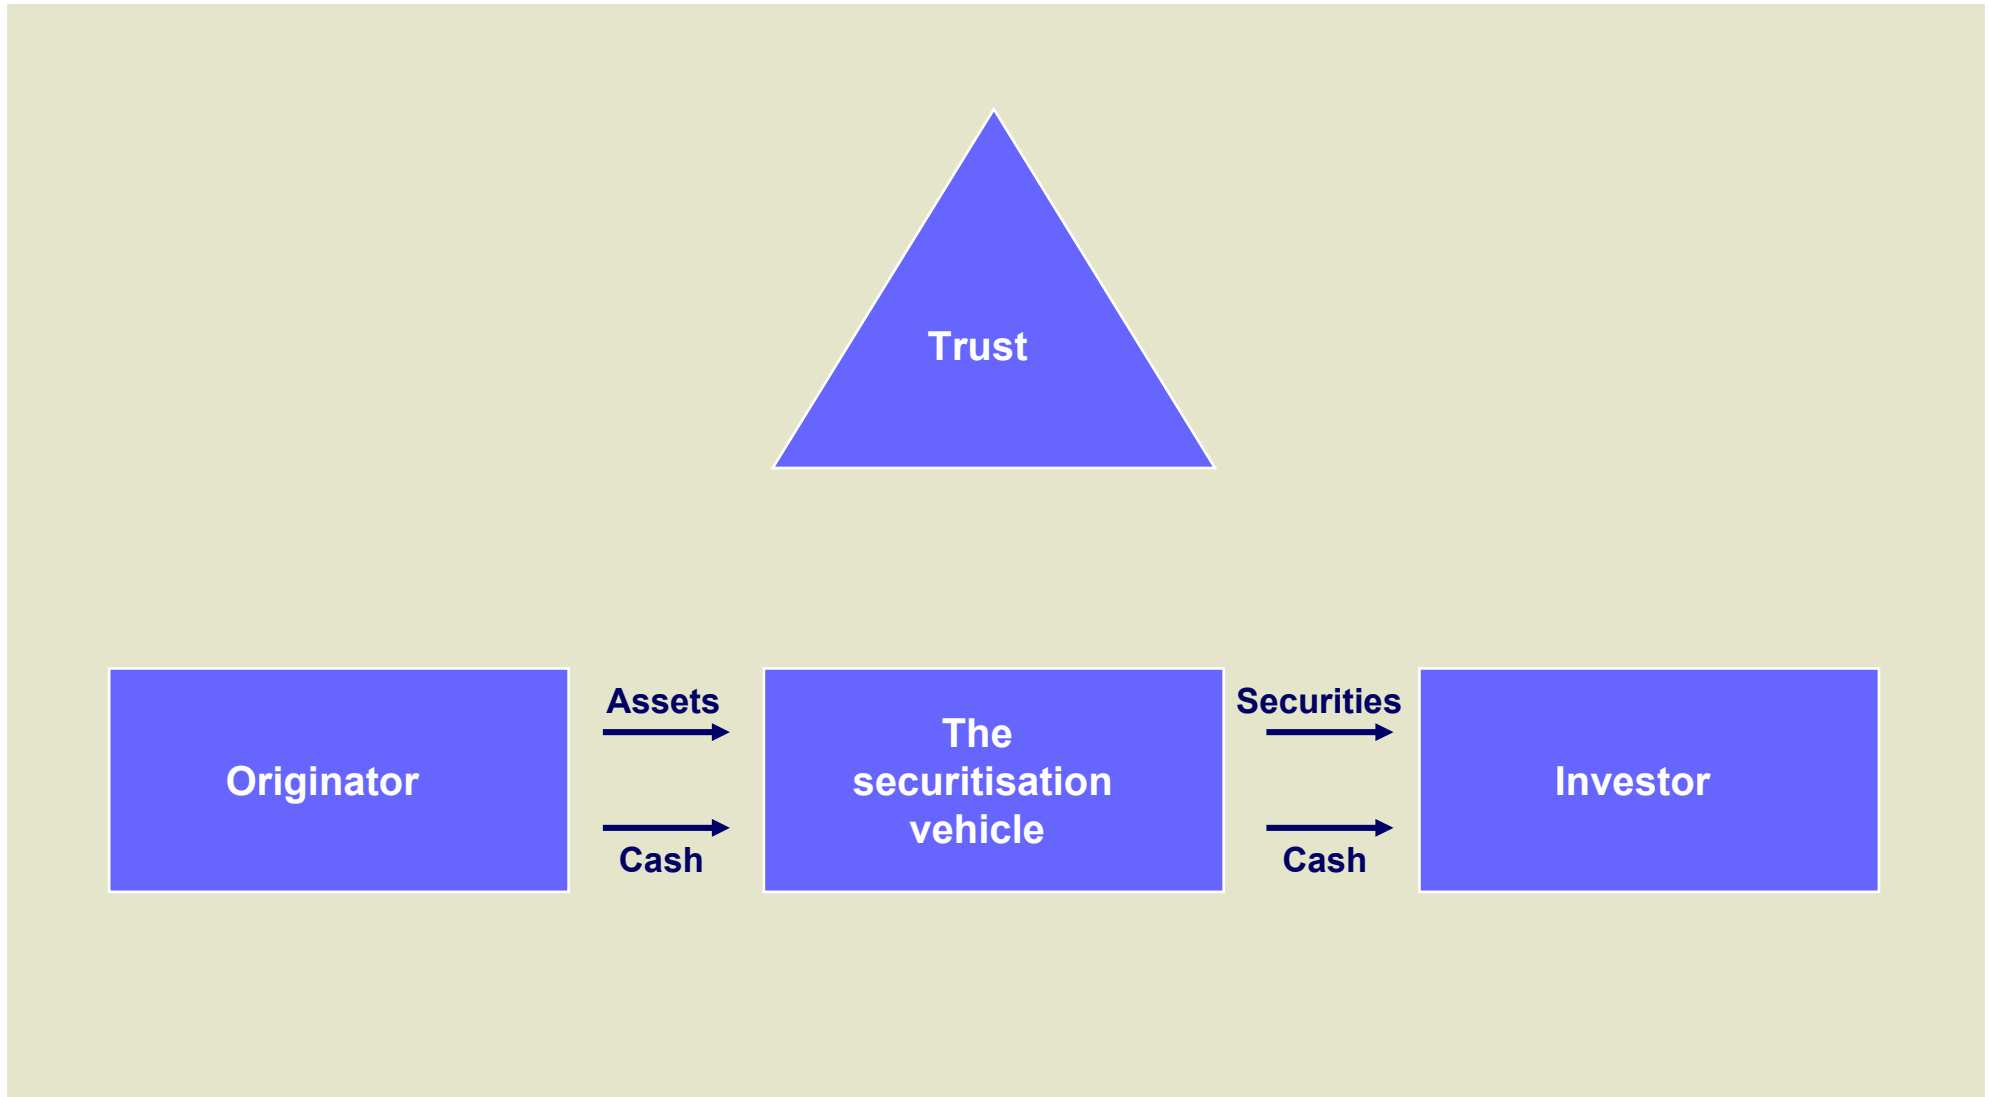 Trust
Originator
Assets
Cash
The
securitisation
vehicle
Securities
Cash
Investor